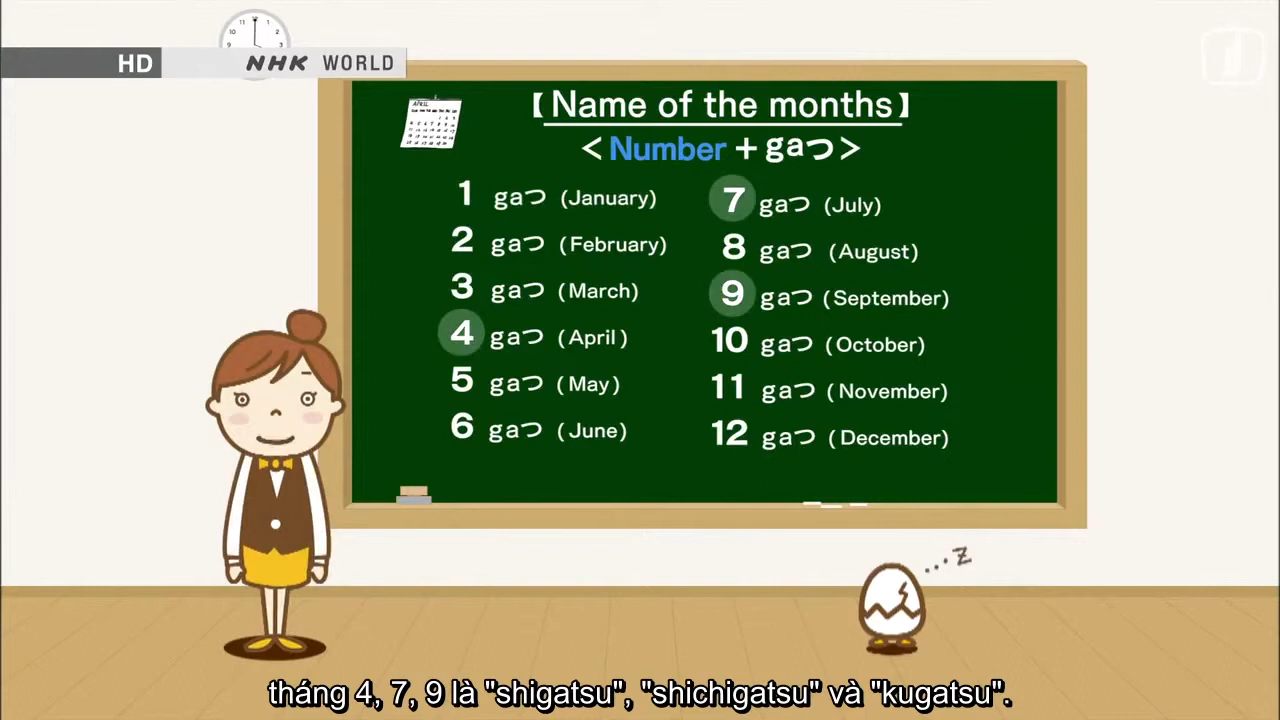 HD NHK WORLD
APRIL
【Name of the months】
<Number + gaつ>
1 gaつ (January)
2 gaつ (February)
3 gaつ (March)
4 gaつ (April)
5 gaつ (May)
6 gaつ (June)
7 gaつ (July)
8 gaつ (August)
9 gaつ (September)
10 gaつ (October)
11 gaつ (November)
12 gaつ (December)
...z
tháng 4, 7, 9 là "shigatsu", "shichigatsu" và "kugatsu".